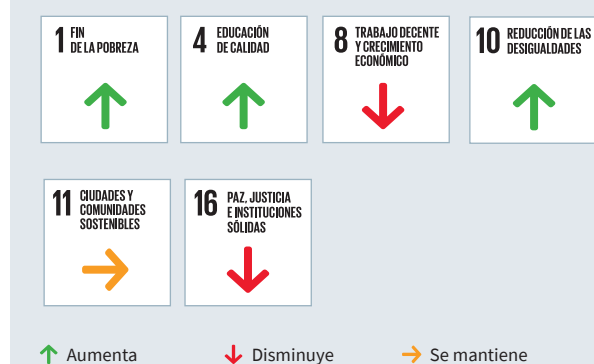 1 FIN
DE LA POBREZA
4 EDUCACIÓN
DE CALIDAD
8 TRABAJO DECENTE
Y CRECIMIENTO
ECONÓMICO
10 REDUCCIÓN DE LAS
DESIGUALDADES
11 CIUDADES Y
COMUNIDADES
SOSTENIBLES
16 PAZ, JUSTICIA
E INSTITUCIONES
SÓLIDAS
Aumenta
Disminuye
Se mantiene